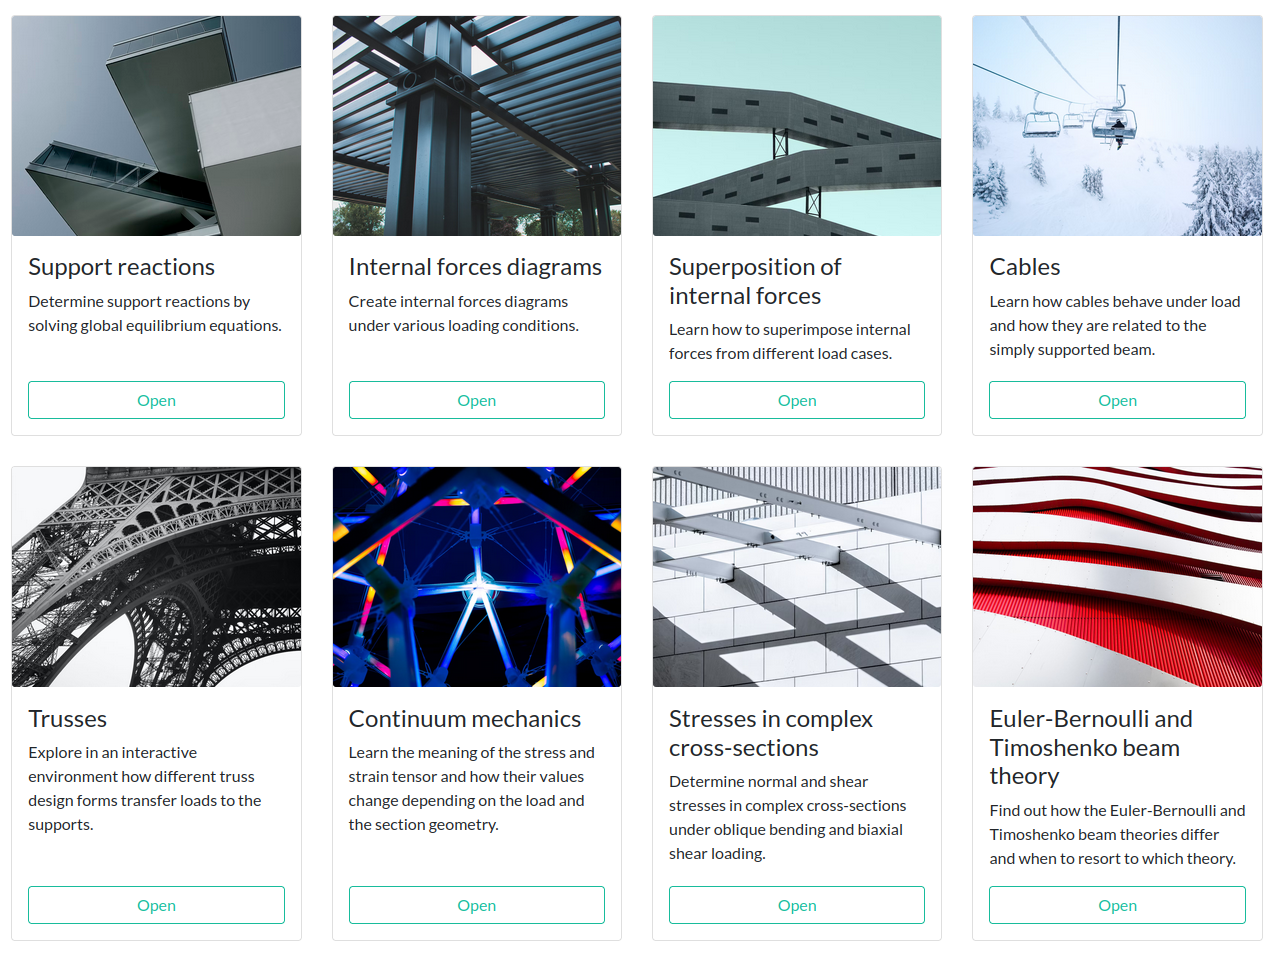 Support reactions
Determine support reactions by
solving global equilibrium equations.
Open
Internal forces diagrams
Create internal forces diagrams
under various loading conditions.
Open
Superposition of
internal forces
Learn how to superimpose internal
forces from different load cases.
Open
Cables
Learn how cables behave under load
and how they are related to the
simply supported beam.
Open
Trusses
Explore in an interactive
environment how different truss
design forms transfer loads to the
supports.
Open
Continuum mechanics
Learn the meaning of the stress and
strain tensor and how their values
change depending on the load and
the section geometry.
Open
Stresses in complex
cross-sections
Determine normal and shear
stresses in complex cross-sections
under oblique bending and biaxial
shear loading.
Open
Euler-Bernoulli and
Timoshenko beam
theory
Find out how the Euler-Bernoulli and
Timoshenko beam theories differ
and when to resort to which theory.
Open